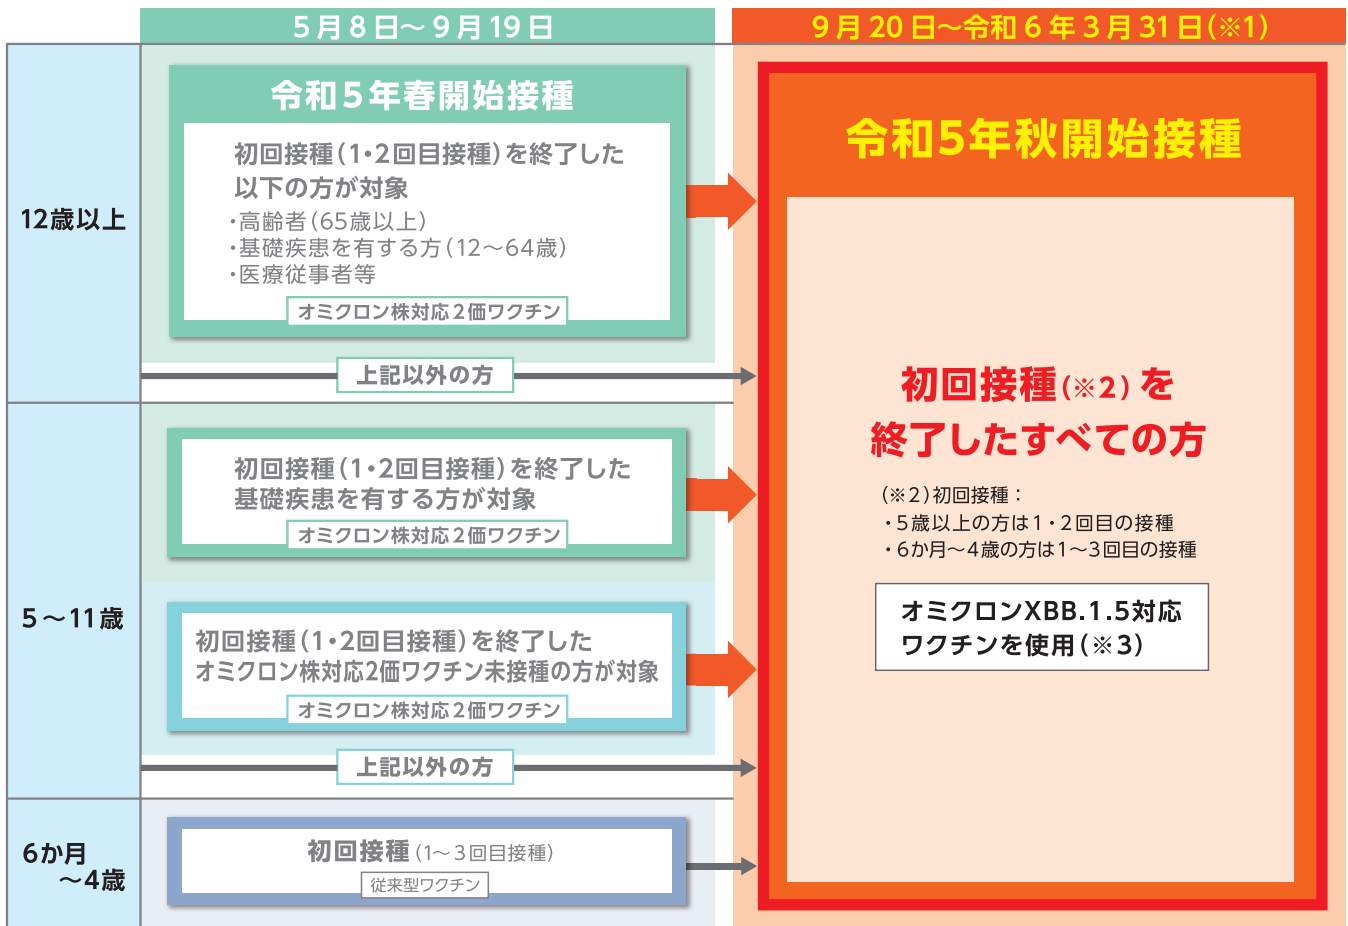 5月8日～9月19日
9月20日～令和6年3月31日(※1)
12歳以上
令和5年春開始接種
初回接種(1・2回目接種)を終了した
以下の方が対象
・高齢者(65歳以上)
・基礎疾患を有する方(12～64歳)
・医療従事者等
オミクロン株対応2価ワクチン
上記以外の方
5～11歳
初回接種(1・2回目接種)を終了した
基礎疾患を有する方が対象
オミクロン株対応2価ワクチン
初回接種(1・2回目接種)を終了した
オミクロン株対応2価ワクチン未接種の方が対象
オミクロン株対応2価ワクチン
上記以外の方
6か月
～4歳
初回接種(1～3回目接種)
従来型ワクチン
令和5年秋開始接種
初回接種(※2)を
終了したすべての方
(※2)初回接種：
・5歳以上の方は1・2回目の接種
・6か月～4歳の方は1～3回目の接種
オミクロンXBB.1.5対応
ワクチンを使用(※3)